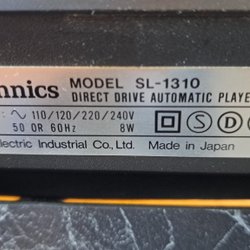 nnics MODEL SL-1310
DIRECT DRIVE AUTOMATIC PLAYE
: ~ 110/120/220/240V
50 OR 60Hz 8W S D
lectric Industrial Co., Ltd. Made in Japan